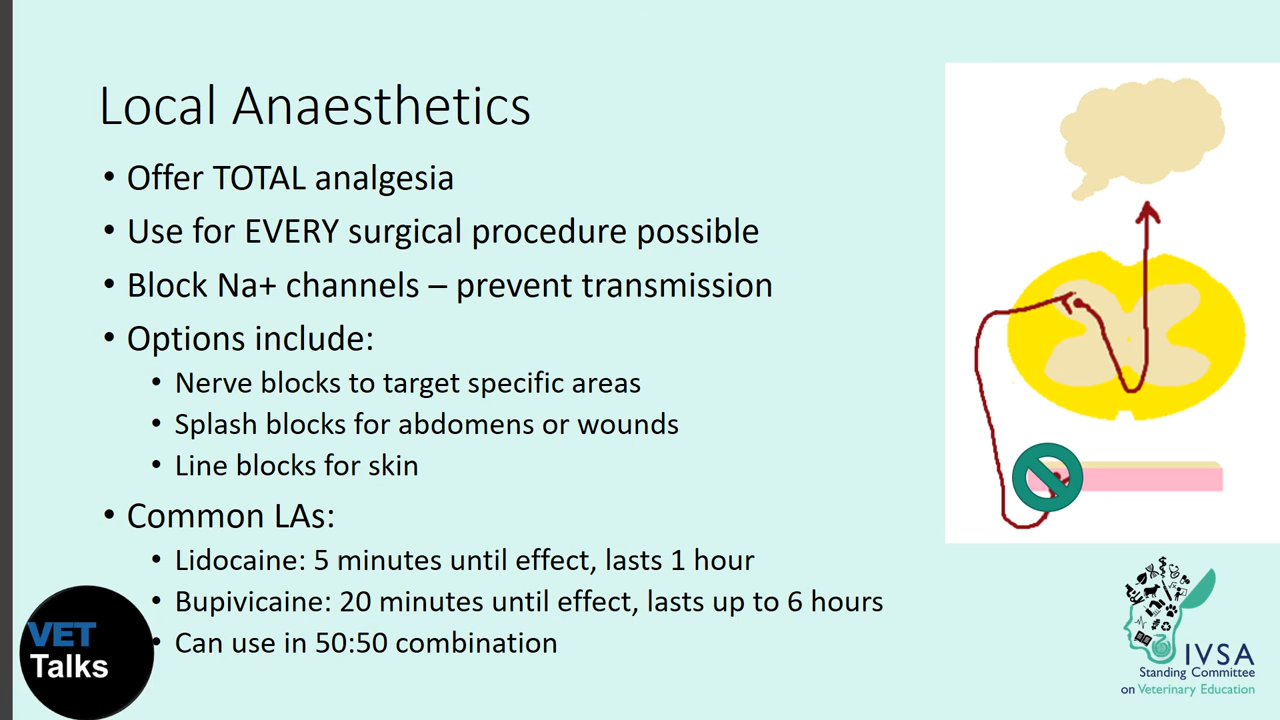 Local Anaesthetics
• Offer TOTAL analgesia
• Use for EVERY surgical procedure possible
• Block Na+ channels – prevent transmission
• Options include:
• Nerve blocks to target specific areas
• Splash blocks for abdomens or wounds
• Line blocks for skin
• Common LAs:
• Lidocaine: 5 minutes until effect, lasts 1 hour
• Bupivicaine: 20 minutes until effect, lasts up to 6 hours
• Can use in 50:50 combination
VET
Talks
IVSA
Standing Committee
on Veterinary Education